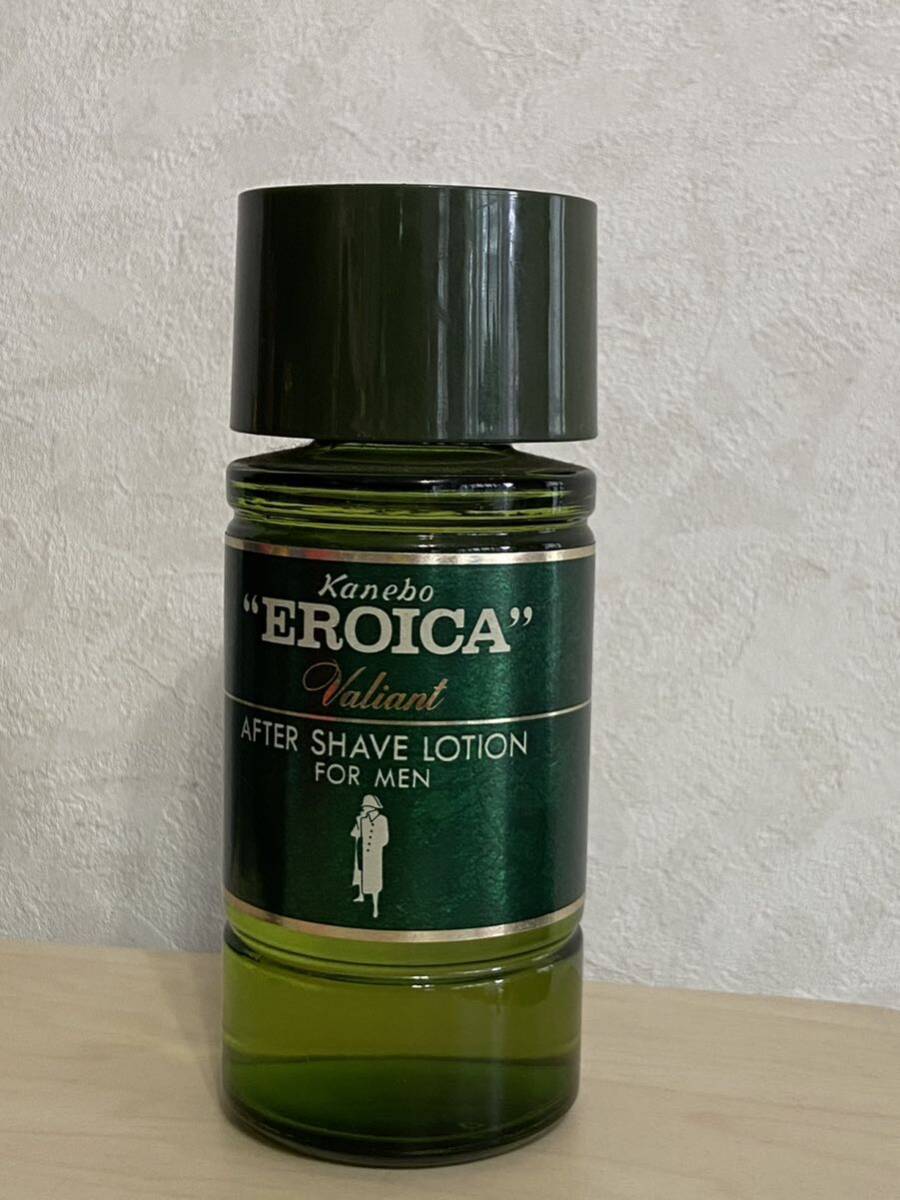 Kanebo
“EROICA”
Valiant
AFTER SHAVE LOTION
FOR MEN